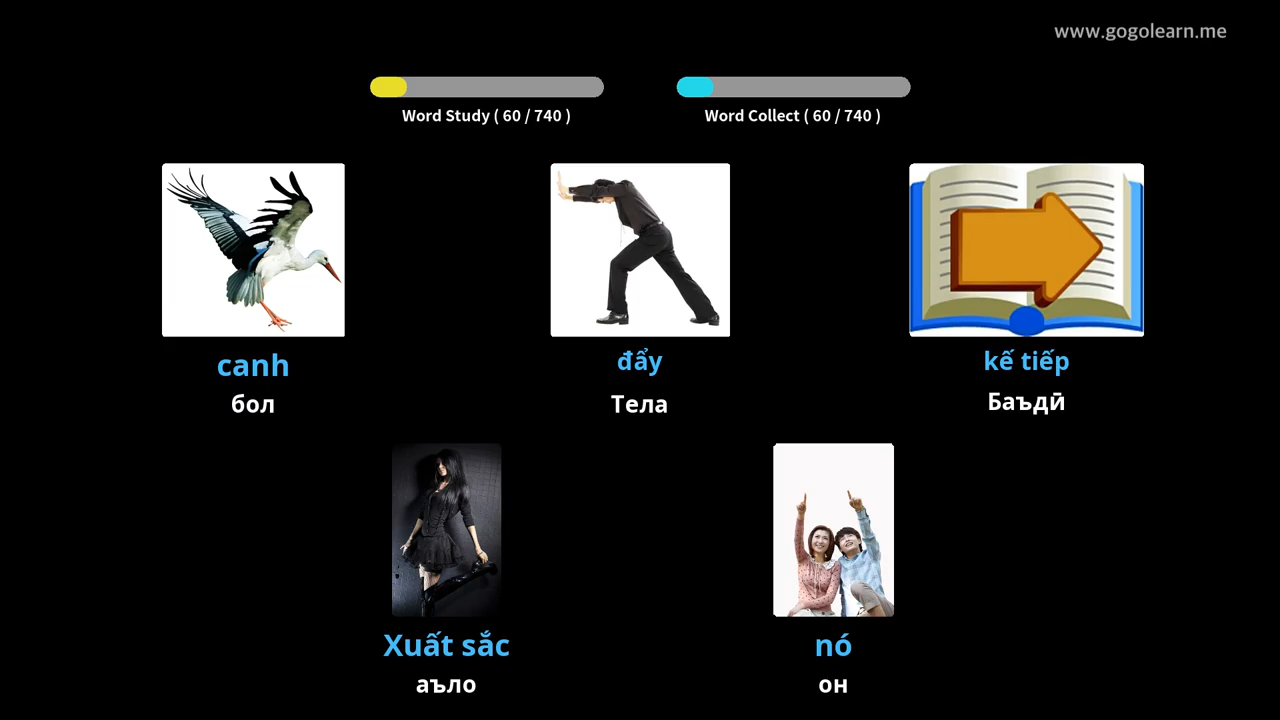 www.gogolearn.me
Word Study ( 60 / 740 )
Word Collect ( 60 / 740 )
canh
бол
đẩy
Тела
kế tiếp
Баъдӣ
Xuất sắc
аъло
nó
он